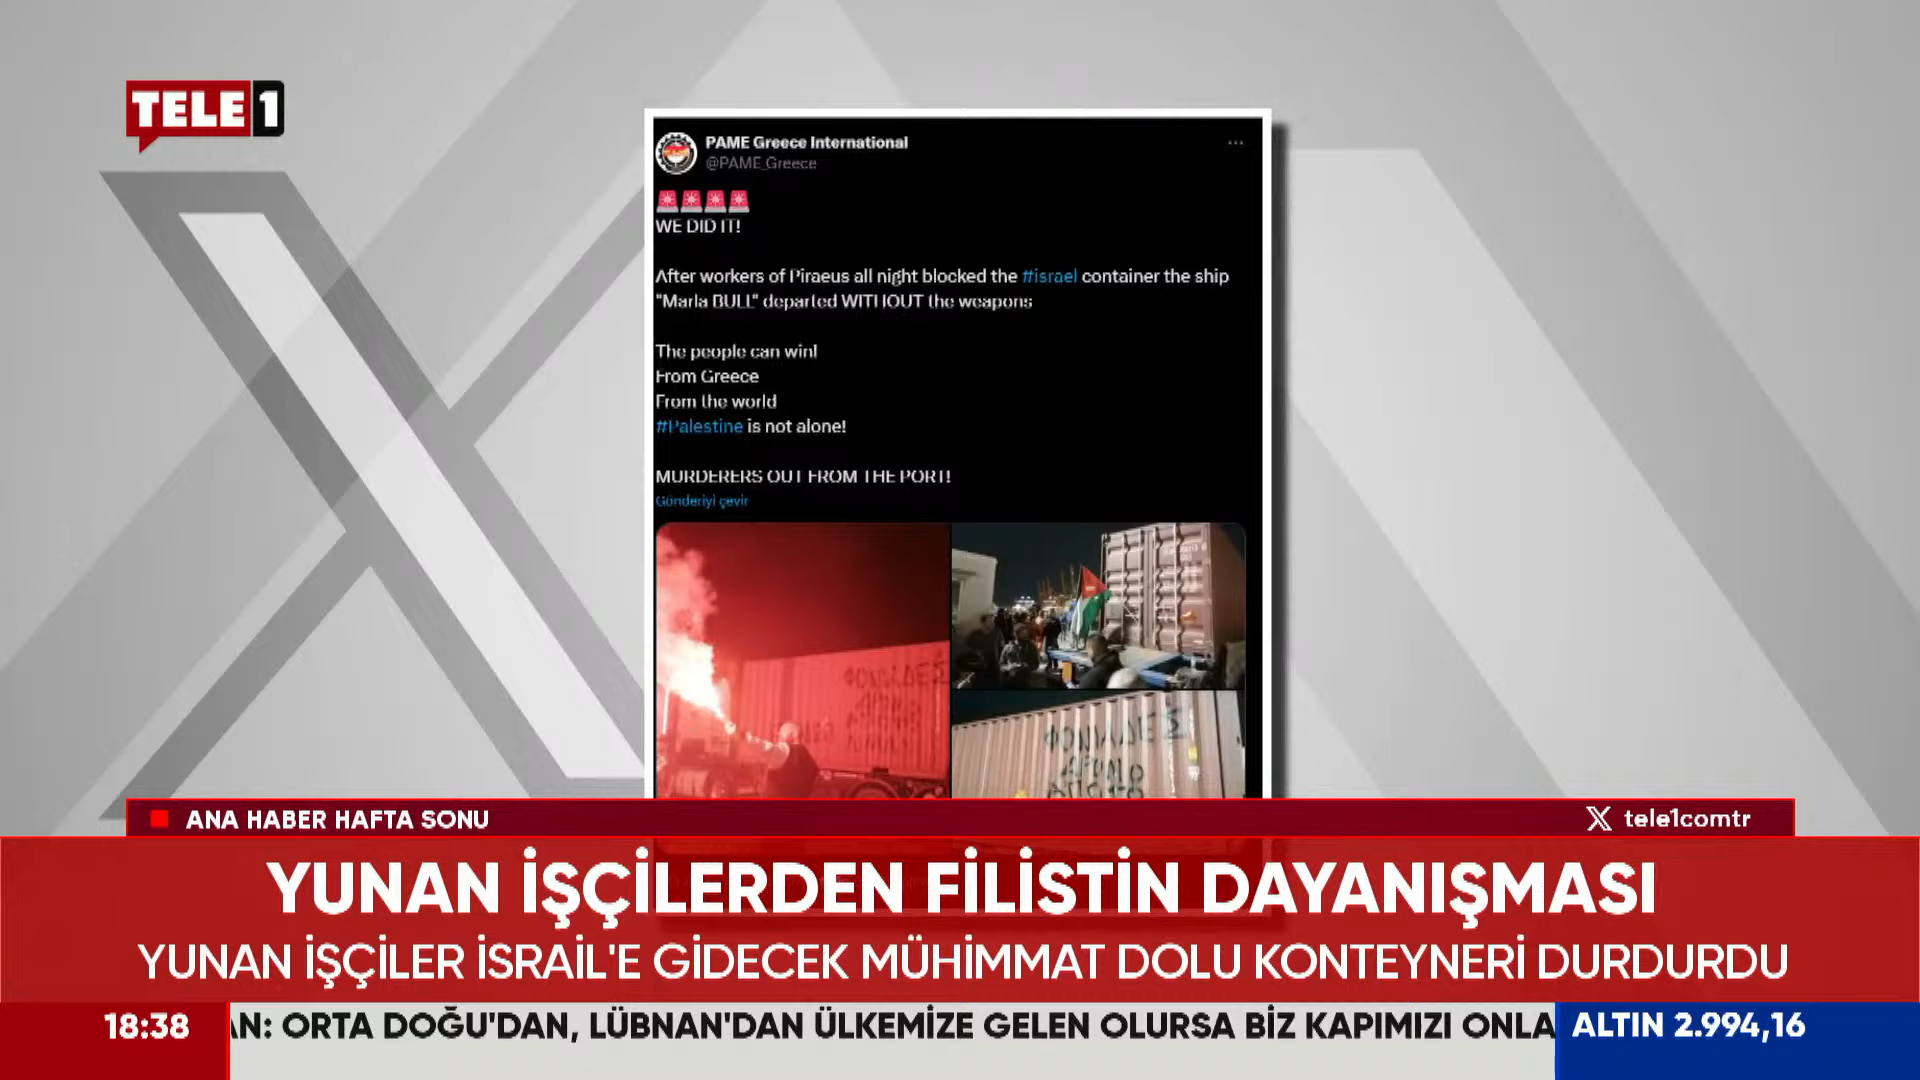 TELE1
PAME Greece International
@PAME_Greece
WE DID IT!
After workers of Piraeus all night blocked the #israel container the ship
"Marla BULL" departed WITHOUT the weapons
The people can win!
From Greece
From the world
#Palestine is not alone!
MURDERERS OUT FROM THE PORT!
Gönderiyi çevir
ΦΟΝΙΑΔΕΣ
ΦΟΝΙΑΔΕΣ
ANA HABER HAFTA SONU
tele1comtr
YUNAN İŞÇİLERDEN FİLİSTİN DAYANIŞMASI
YUNAN İŞÇİLER İSRAİL'E GİDECEK MÜHİMMAT DOLU KONTEYNERİ DURDURDU
18:38
AN: ORTA DOĞU'DAN, LÜBNAN'DAN ÜLKEMİZE GELEN OLURSA BİZ KAPIMIZI ONLA
ALTIN 2.994,16